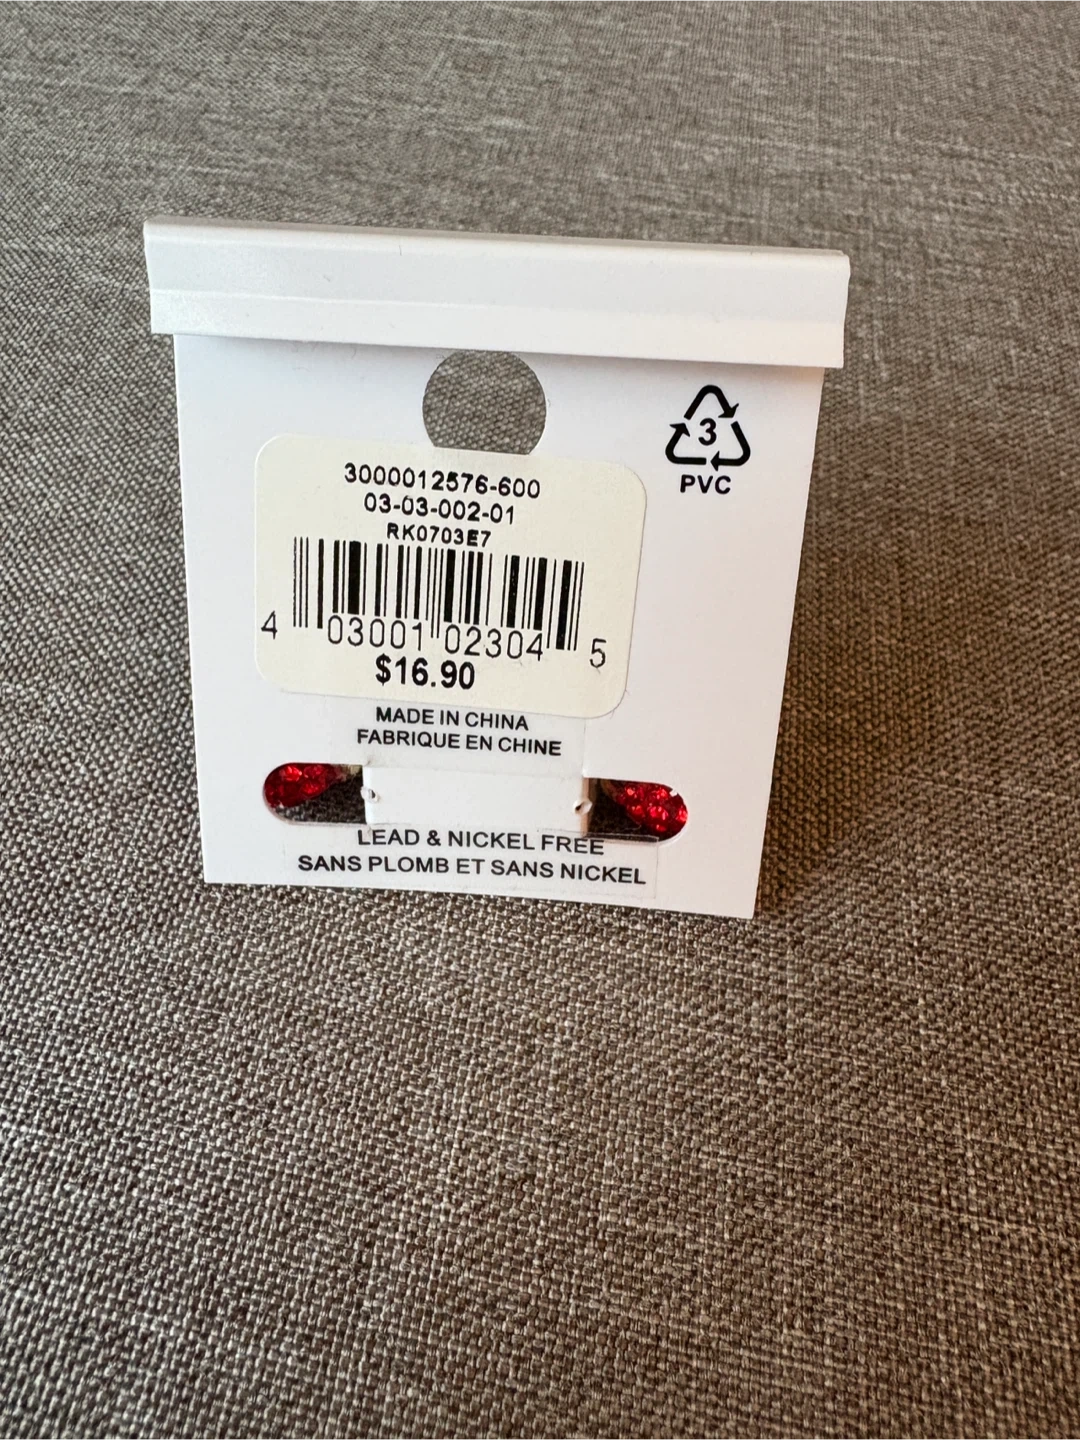 3
PVC
3000012576-600
03-03-002-01
RK0703E7
4 03001 02304 5
$16.90
MADE IN CHINA
FABRIQUE EN CHINE
LEAD & NICKEL FREE
SANS PLOMB ET SANS NICKEL